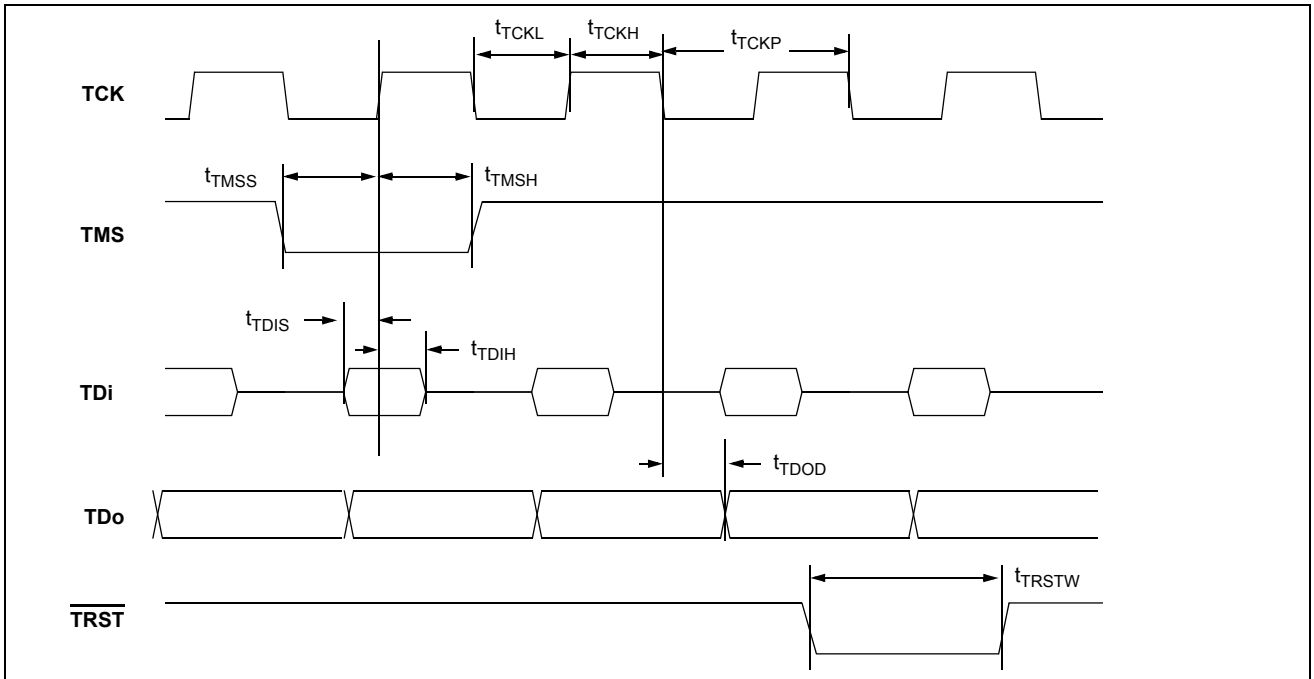 tTCKL tTCKH tTCKP
TCK
tTMSS tTMSH
TMS
tTDIS
tTDIH
TDi
tTDOD
TDo
tTRSTW
TRST